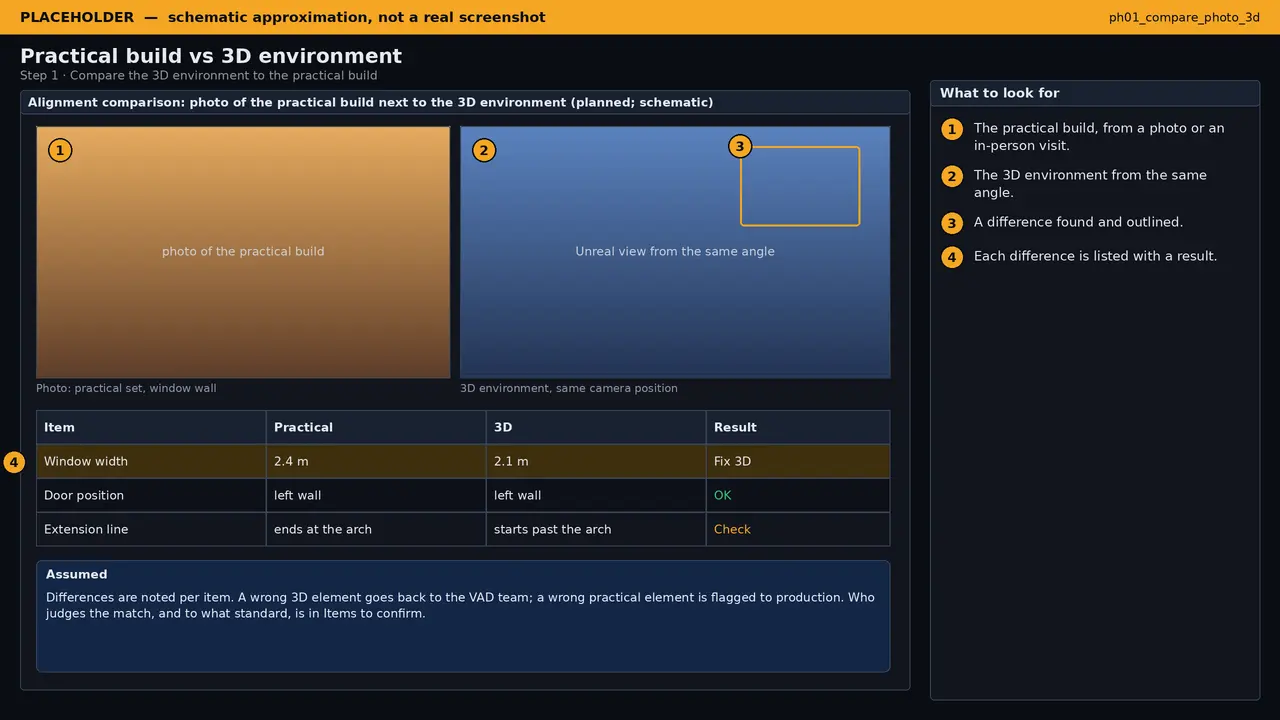 PLACEHOLDER — schematic approximation, not a real screenshot
ph01_compare_photo_3d
Practical build vs 3D environment
Step 1 · Compare the 3D environment to the practical build
Alignment comparison: photo of the practical build next to the 3D environment (planned; schematic)
1
photo of the practical build
2
3
Unreal view from the same angle
Photo: practical set, window wall
3D environment, same camera position
Item Practical 3D Result
4
Window width 2.4 m 2.1 m Fix 3D
Door position left wall left wall OK
Extension line ends at the arch starts past the arch Check
Assumed
Differences are noted per item. A wrong 3D element goes back to the VAD team; a wrong practical element is flagged to production. Who
judges the match, and to what standard, is in Items to confirm.
What to look for
1 The practical build, from a photo or an
in-person visit.
2 The 3D environment from the same
angle.
3 A difference found and outlined.
4 Each difference is listed with a result.